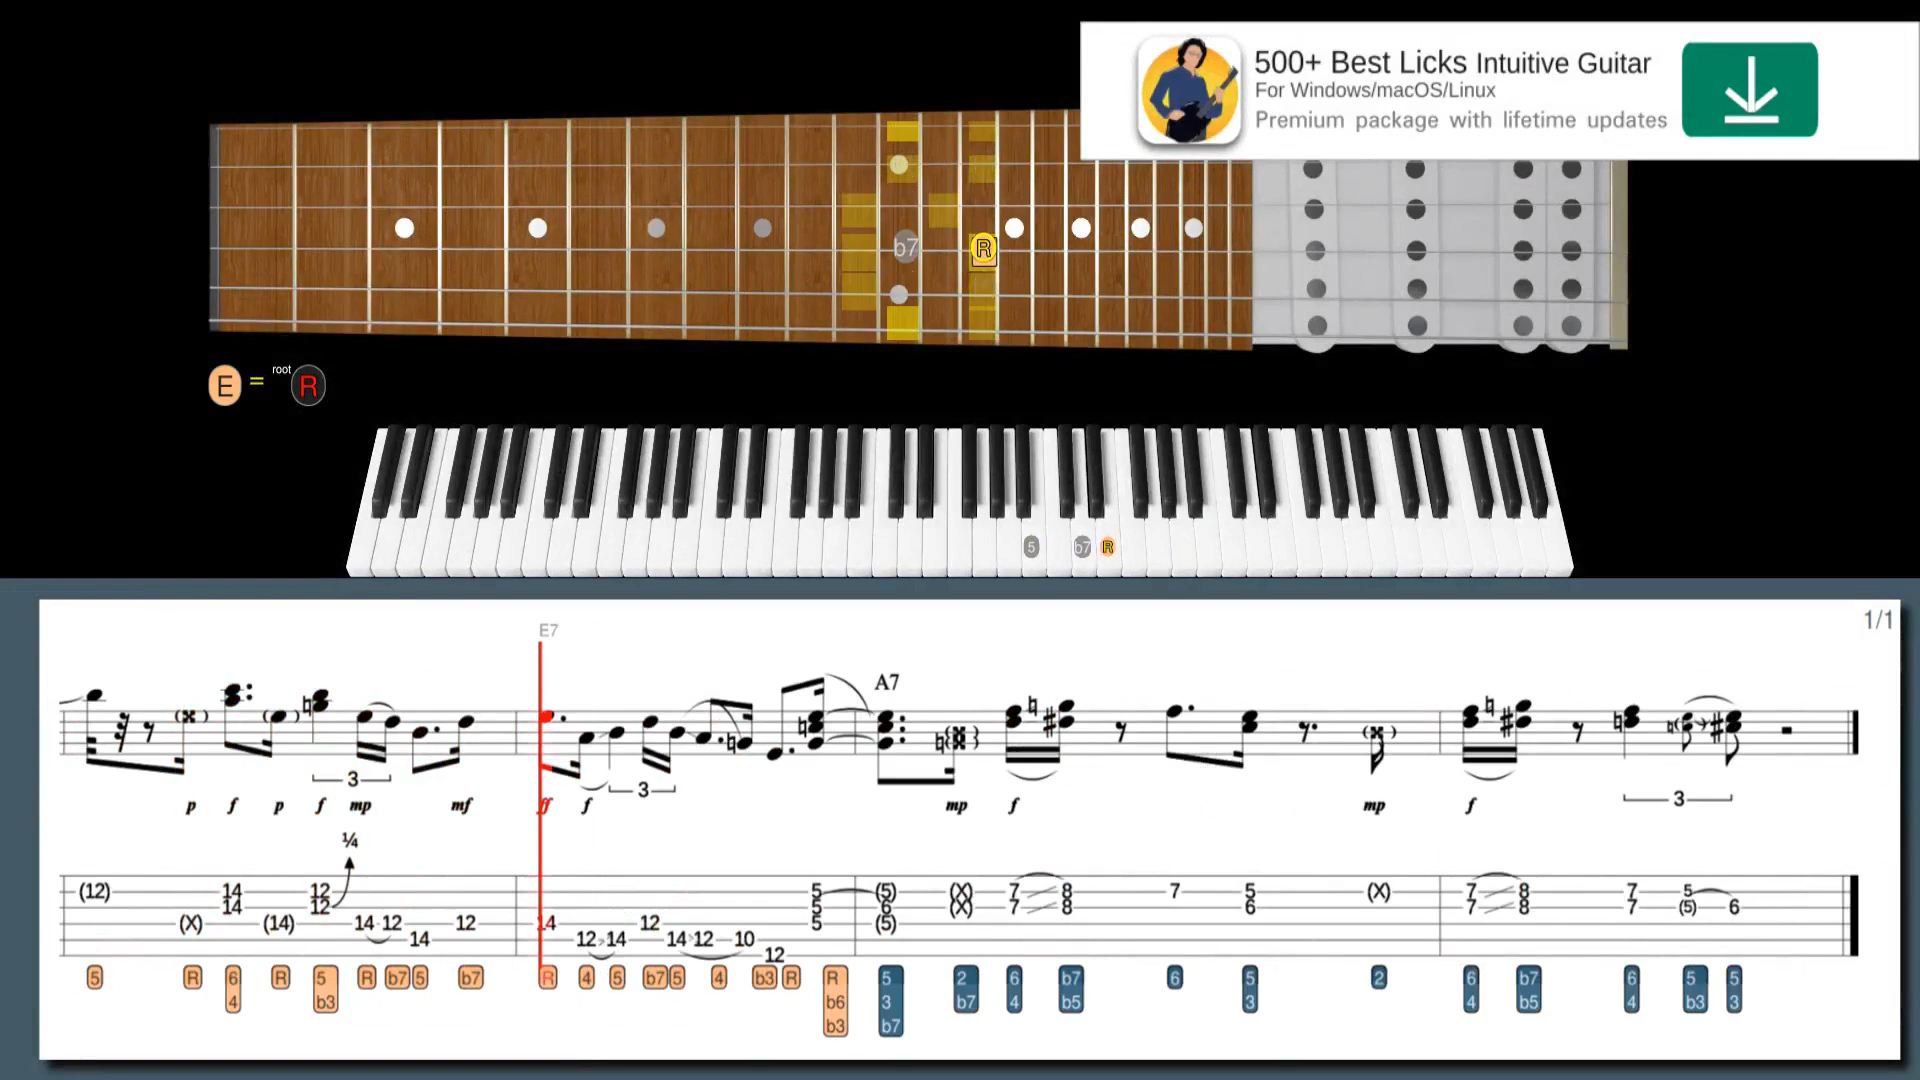 500+ Best Licks Intuitive Guitar
For Windows/macOS/Linux
Premium package with lifetime updates
b7 R
E = root R
5 b7 R
1/1
E7
A7
3 3 3
p f p f mp mf ff f mp f mp f
¼
(12) 14 12 5 (5) (X) 7 8 7 5 (X) 7 8 7 5
14 12 5 6 (X) 7 8 6 7 8 7 (5) 6
(X) (14) 14 12 12 14 12 5 (5)
14 12 14 14 12 10
12
5 R 6 R 5 R b7 5 b7 R 4 5 b7 5 4 b3 R R 5 2 6 b7 6 5 2 6 b7 6 5 5
4 b3 b6 3 b7 4 b5 3 4 b5 4 b3 3
b3 b7